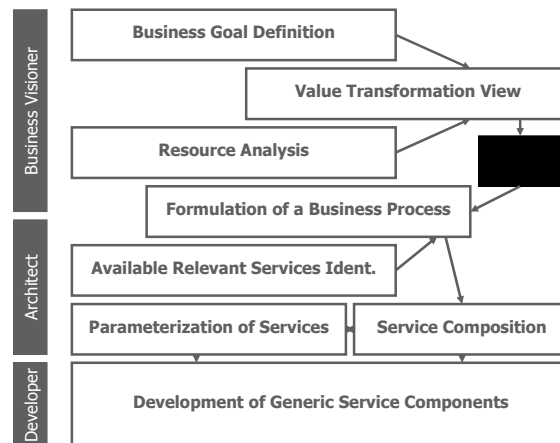 Business Visioner
Business Goal Definition
Value Transformation View
Resource Analysis
Formulation of a Business Process
Architect
Available Relevant Services Ident.
Parameterization of Services
Service Composition
Developer
Development of Generic Service Components